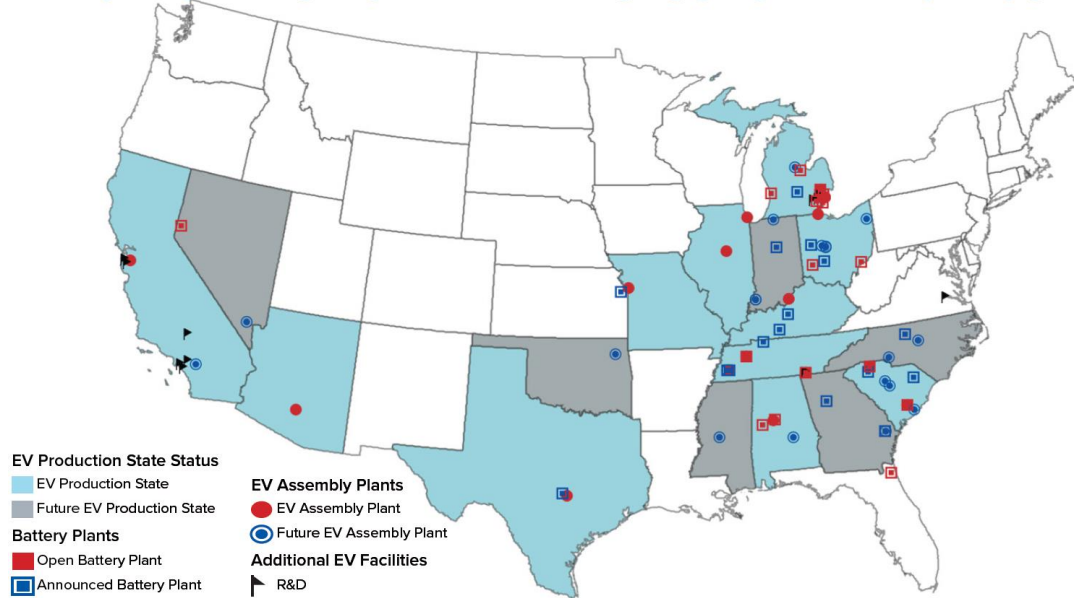 EV Production State Status
EV Production State
Future EV Production State
Battery Plants
Open Battery Plant
Announced Battery Plant
EV Assembly Plants
EV Assembly Plant
Future EV Assembly Plant
Additional EV Facilities
R&D